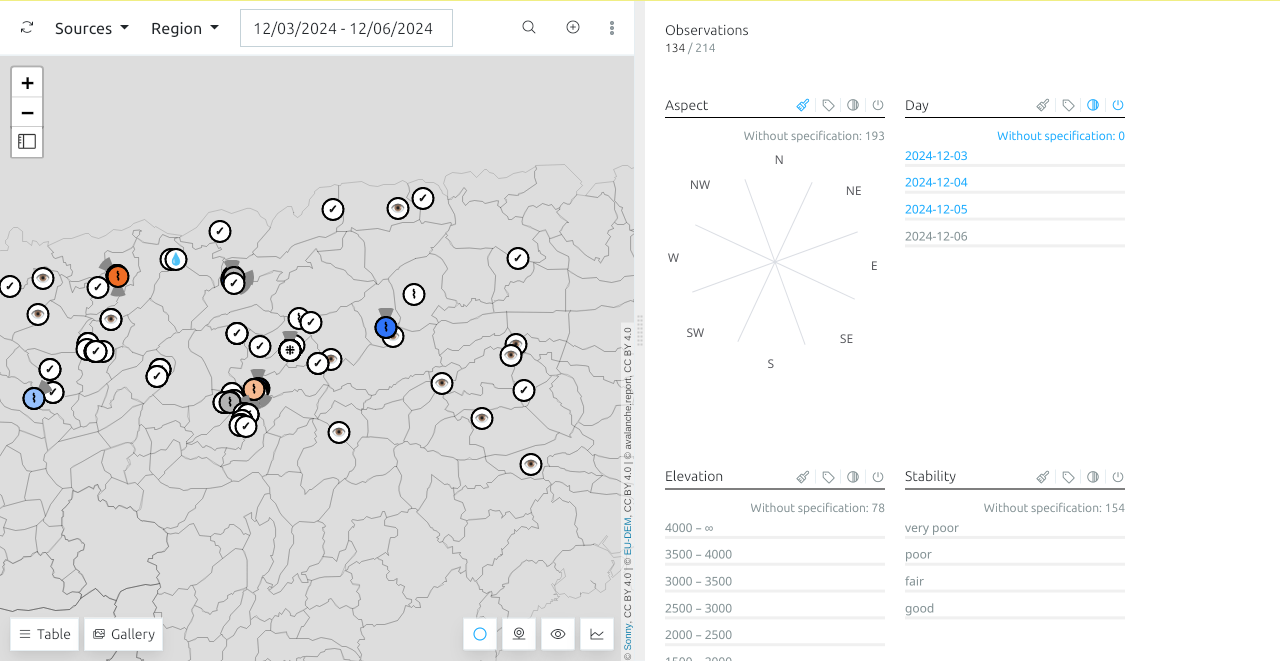 Sources
Region
12/03/2024 - 12/06/2024
+
−
Table
Gallery
© Sonny, CC BY 4.0 | © EU-DEM, CC BY 4.0 | © avalanche.report, CC BY 4.0
Observations
134 / 214
Aspect
Without specification: 193
N
NE
E
SE
S
SW
W
NW
Day
Without specification: 0
2024-12-03
2024-12-04
2024-12-05
2024-12-06
Elevation
Without specification: 78
4000 – ∞
3500 – 4000
3000 – 3500
2500 – 3000
2000 – 2500
1500 – 2000
Stability
Without specification: 154
very poor
poor
fair
good